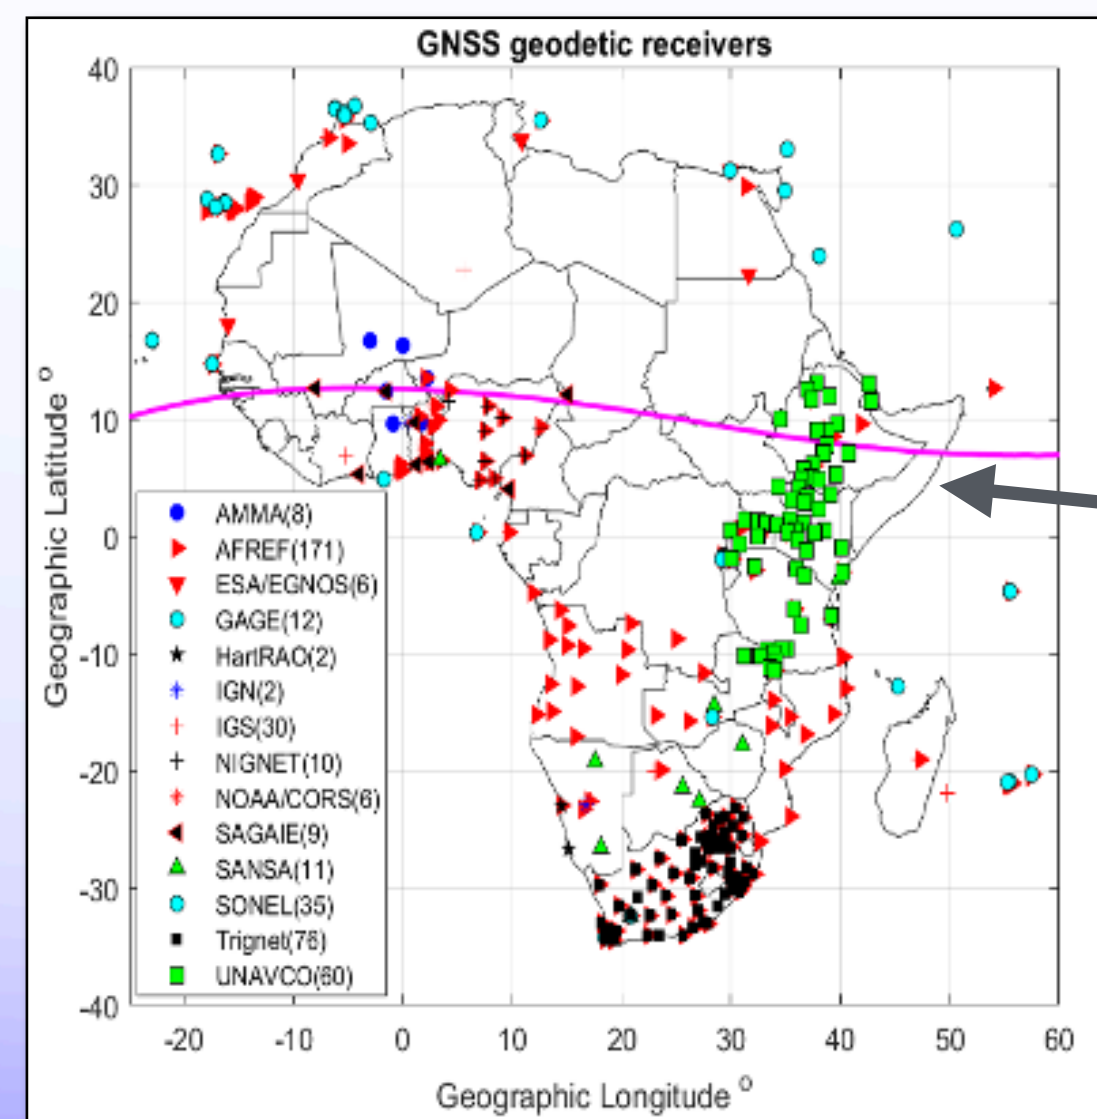 GNSS geodetic receivers
40
30
20
10
0
-10
-20
-30
-40
Geographic Latitude °
AMMA(8)
AFREF(171)
ESA/EGNOS(6)
GAGE(12)
HartRAO(2)
IGN(2)
IGS(30)
NIGNET(10)
NOAA/CORS(6)
SAGAIE(9)
SANSA(11)
SONEL(35)
Trignet(76)
UNAVCO(60)
-20 -10 0 10 20 30 40 50 60
Geographic Longitude °